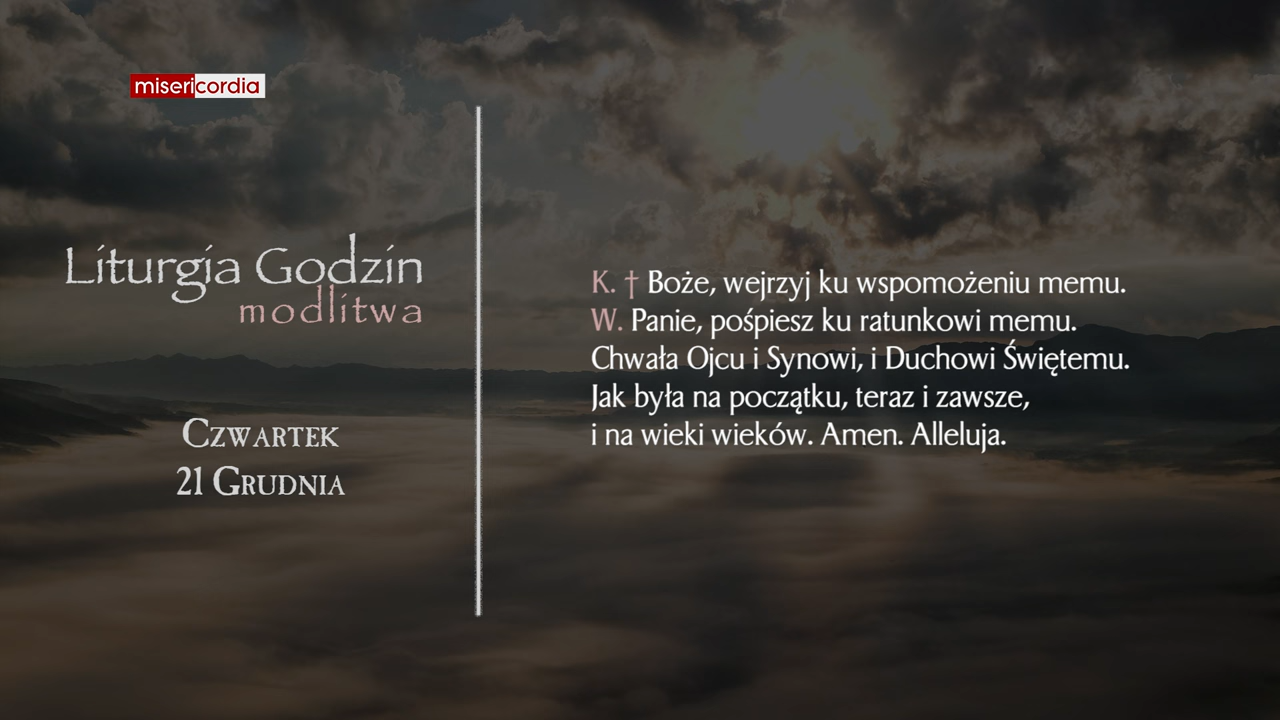 misericordia
Liturgia Godzin
modlitwa
Czwartek
21 Grudnia
K. † Boże, wejrzyj ku wspomożeniu memu.
W. Panie, pośpiesz ku ratunkowi memu.
Chwała Ojcu i Synowi, i Duchowi Świętemu.
Jak była na początku, teraz i zawsze,
i na wieki wieków. Amen. Alleluja.